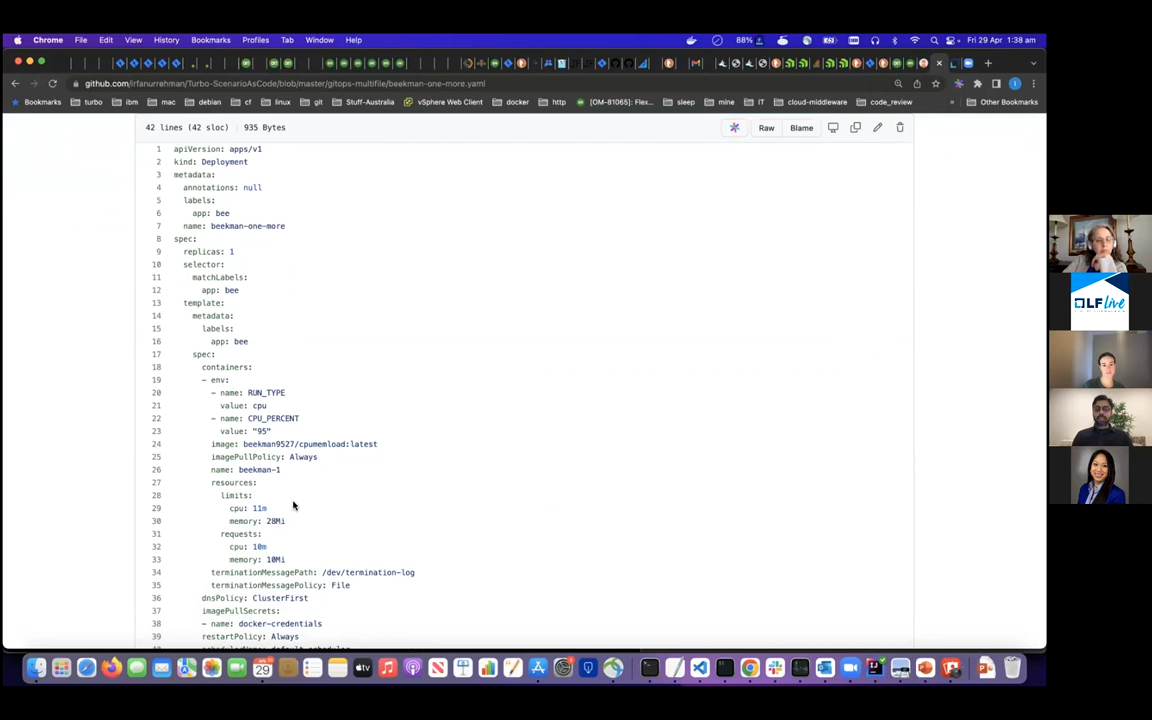 Chrome File Edit View History Bookmarks Profiles Tab Window Help 88% Fri 29 Apr 1:38 am
github.com/irfanurrehman/Turbo-ScenarioAsCode/blob/master/gitops-multifile/beekman-one-more.yaml
Bookmarks turbo ibm mac debian cf linux git Stuff-Australia vSphere Web Client docker http [OM-81065]: Flex... sleep mine IT cloud-middleware code_review » Other Bookmarks
42 lines (42 sloc) 935 Bytes Raw Blame
1 apiVersion: apps/v1
2 kind: Deployment
3 metadata:
4 annotations: null
5 labels:
6 app: bee
7 name: beekman-one-more
8 spec:
9 replicas: 1
10 selector:
11 matchLabels:
12 app: bee
13 template:
14 metadata:
15 labels:
16 app: bee
17 spec:
18 containers:
19 - env:
20 - name: RUN_TYPE
21 value: cpu
22 - name: CPU_PERCENT
23 value: "95"
24 image: beekman9527/cpumemload:latest
25 imagePullPolicy: Always
26 name: beekman-1
27 resources:
28 limits:
29 cpu: 11m
30 memory: 28Mi
31 requests:
32 cpu: 10m
33 memory: 10Mi
34 terminationMessagePath: /dev/termination-log
35 terminationMessagePolicy: File
36 dnsPolicy: ClusterFirst
37 imagePullSecrets:
38 - name: docker-credentials
39 restartPolicy: Always
LF live